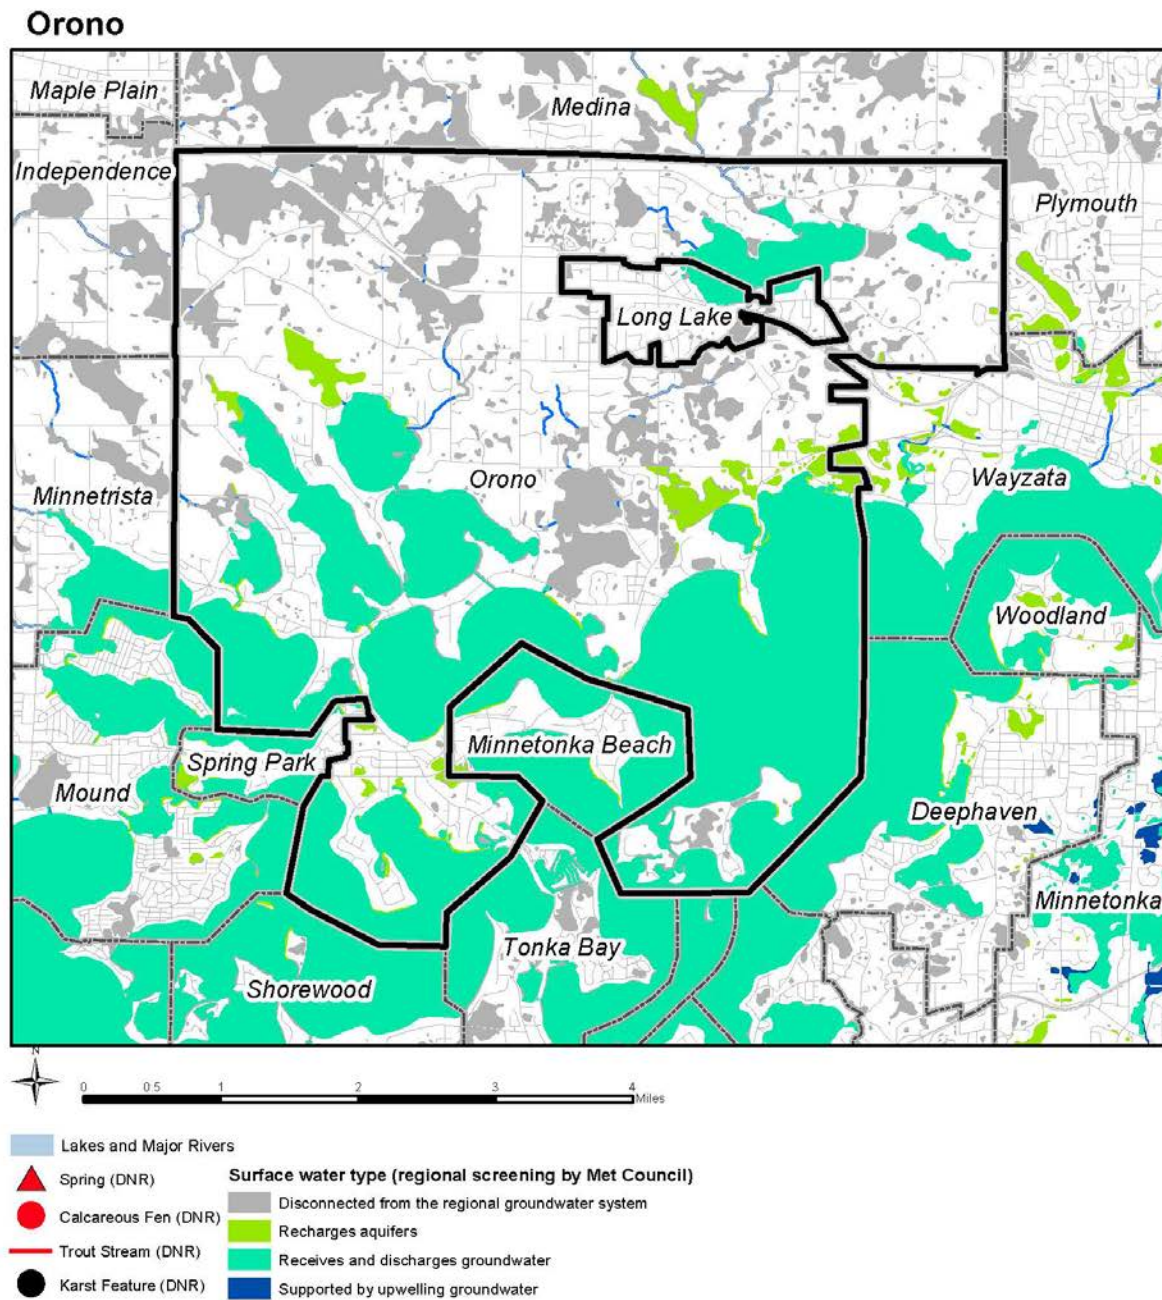 Orono
Maple Plain
Medina
Independence
Plymouth
Long Lake
Minnetrista
Orono
Wayzata
Woodland
Minnetonka Beach
Spring Park
Mound
Deephaven
Minnetonka
Tonka Bay
Shorewood
N
0 0.5 1 2 3 4
Miles
Lakes and Major Rivers
Spring (DNR)
Calcareous Fen (DNR)
Trout Stream (DNR)
Karst Feature (DNR)
Surface water type (regional screening by Met Council)
Disconnected from the regional groundwater system
Recharges aquifers
Receives and discharges groundwater
Supported by upwelling groundwater